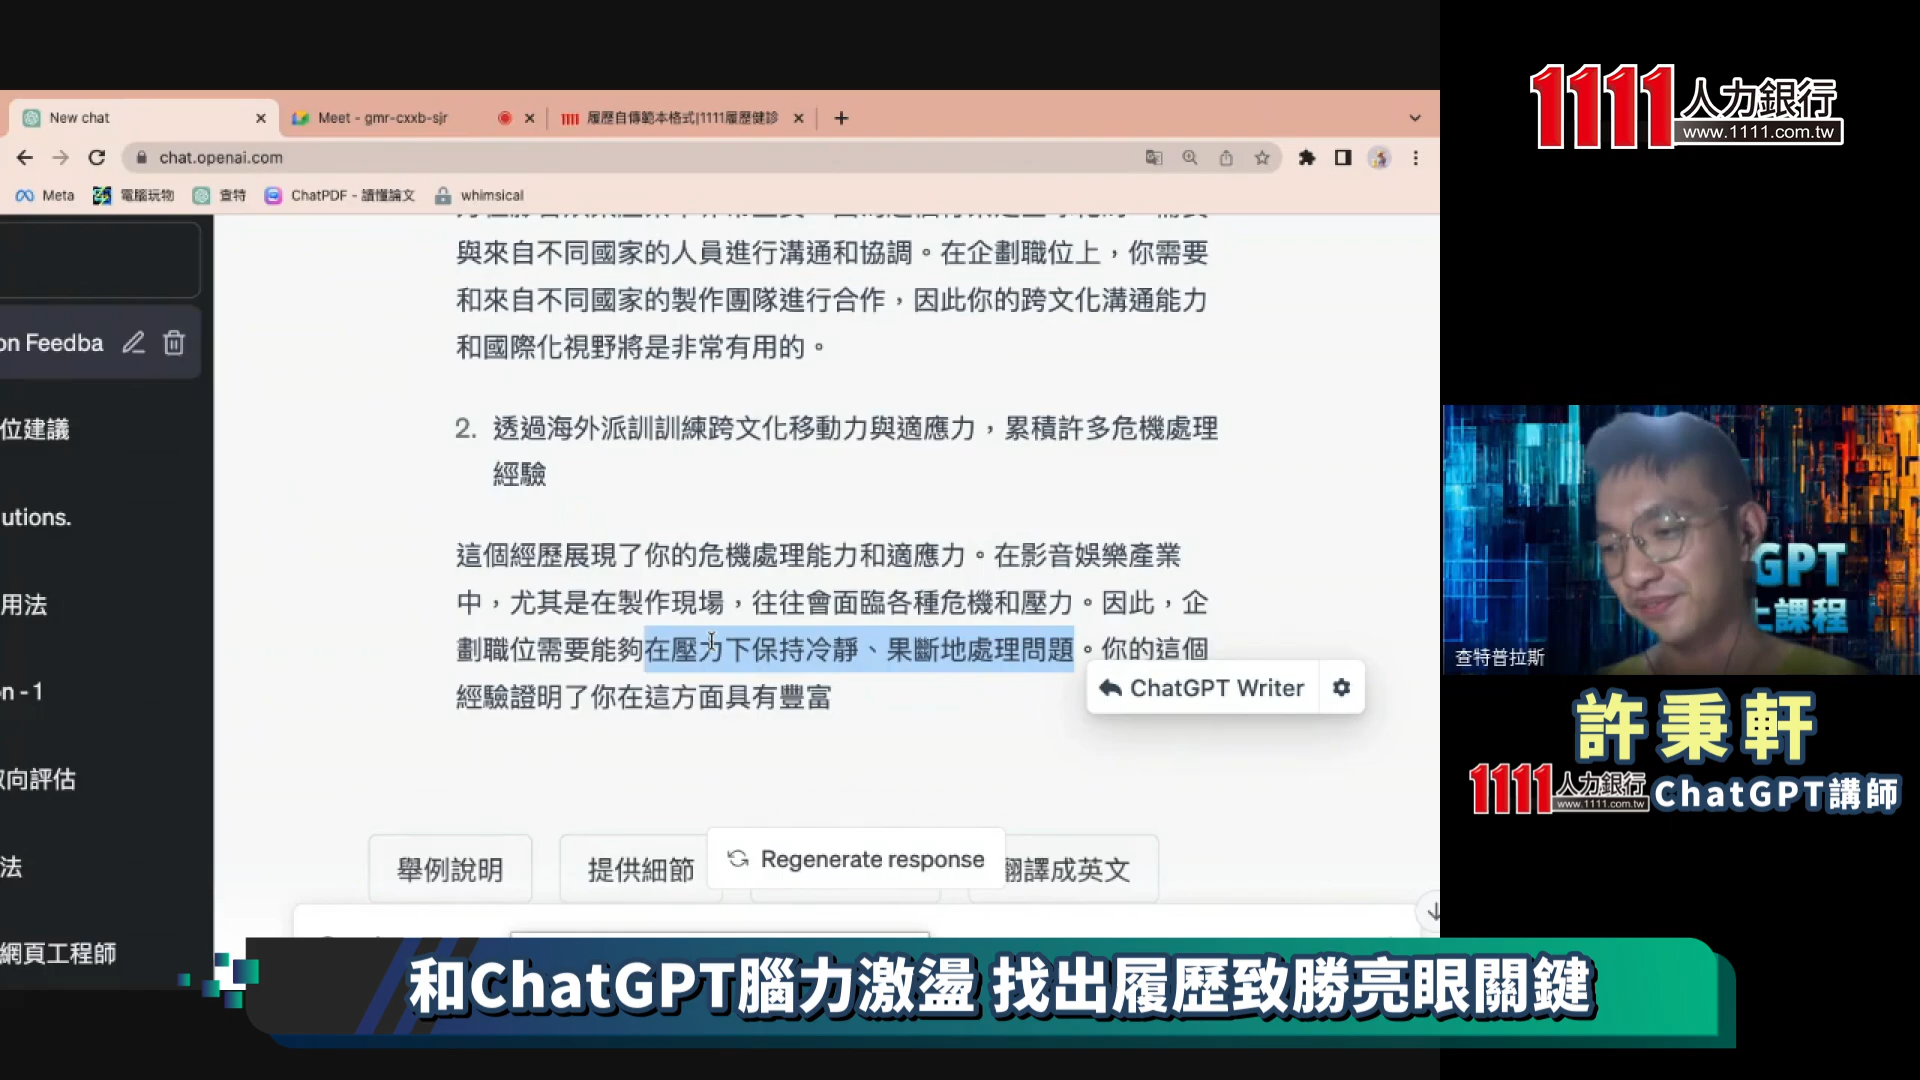 New chat
Meet - gmr-cxxb-sjr
1111 履歷自傳範本格式|1111履歷健診
chat.openai.com
Meta
電腦玩物
查特
ChatPDF - 讀懂論文
whimsical
on Feedba
位建議
utions.
用法
n - 1
向評估
法
網頁工程師
與來自不同國家的人員進行溝通和協調。在企劃職位上，你需要
和來自不同國家的製作團隊進行合作，因此你的跨文化溝通能力
和國際化視野將是非常有用的。
2. 透過海外派訓訓練跨文化移動力與適應力，累積許多危機處理
經驗
這個經歷展現了你的危機處理能力和適應力。在影音娛樂產業
中，尤其是在製作現場，往往會面臨各種危機和壓力。因此，企
劃職位需要能夠在壓力下保持冷靜、果斷地處理問題。你的這個
經驗證明了你在這方面具有豐富
ChatGPT Writer
舉例說明
提供細節
Regenerate response
翻譯成英文
1111人力銀行
www.1111.com.tw
GPT
上課程
查特普拉斯
許秉軒
1111人力銀行
www.1111.com.tw
ChatGPT講師
和ChatGPT腦力激盪 找出履歷致勝亮眼關鍵